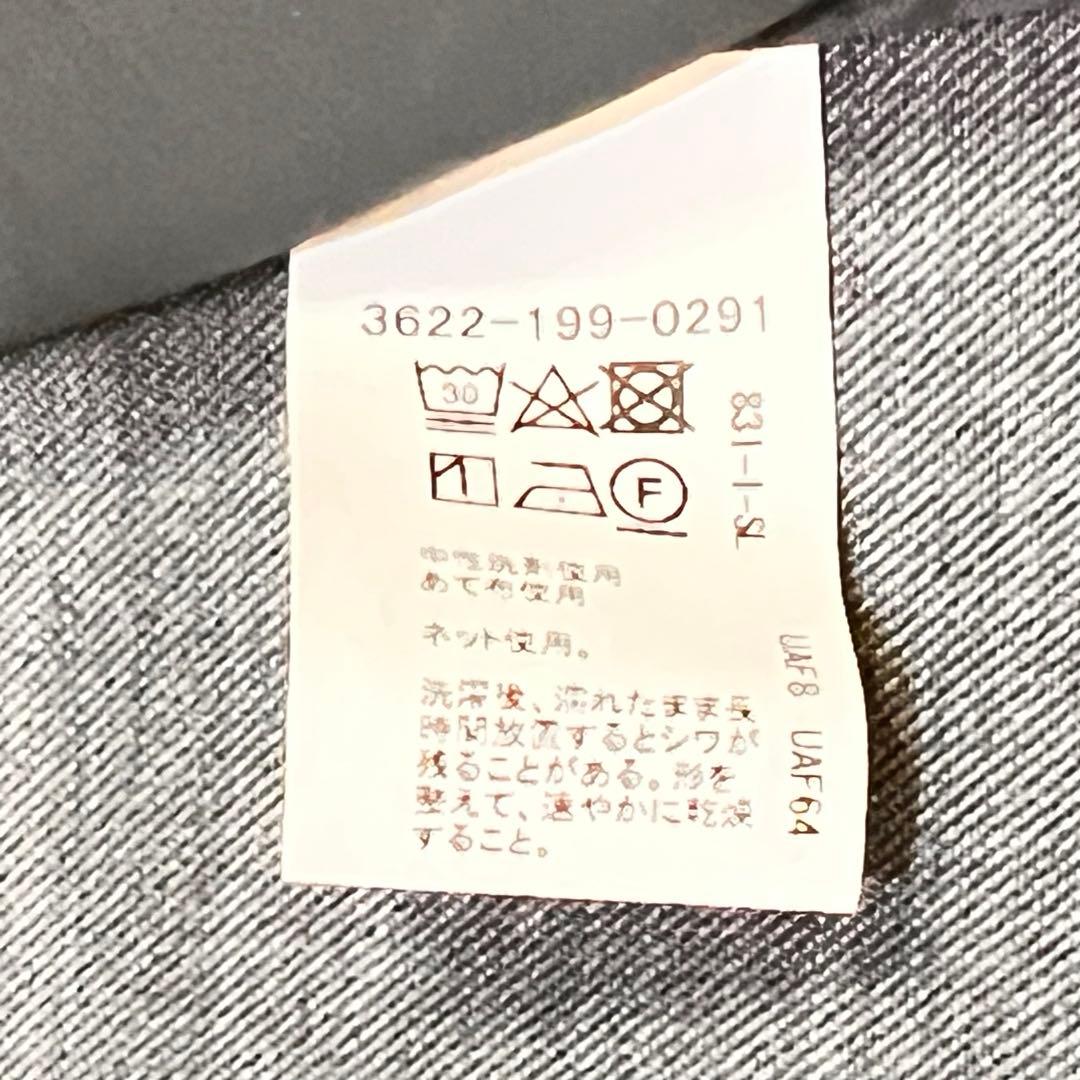 3622-199-0291
30
F
831-1-SL
中性洗剤使用
あて布使用
ネット使用。
洗濯後、濡れたまま長
時間放置するとシワが
残ることがある。形を
整えて、速やかに乾燥
すること。
UAF8 UAF64